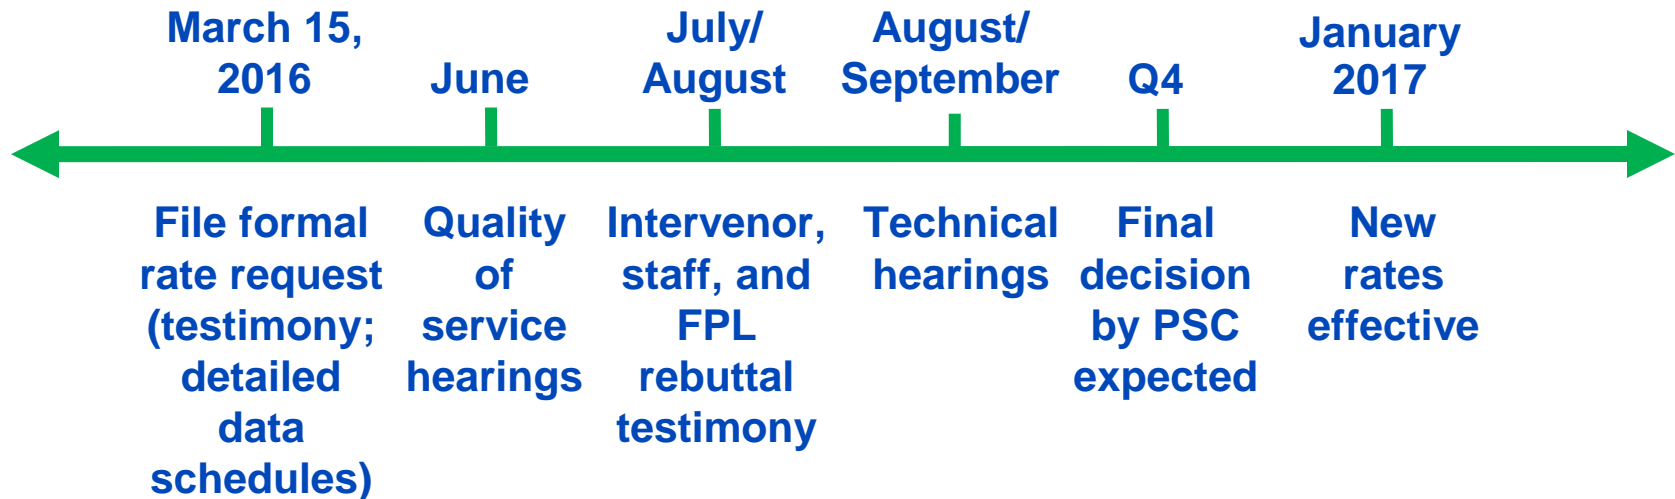 March 15,
2016
June
July/
August
August/
September
Q4
January
2017
File formal
rate request
(testimony;
detailed
data
schedules)
Quality
of
service
hearings
Intervenor,
staff, and
FPL
rebuttal
testimony
Technical
hearings
Final
decision
by PSC
expected
New
rates
effective